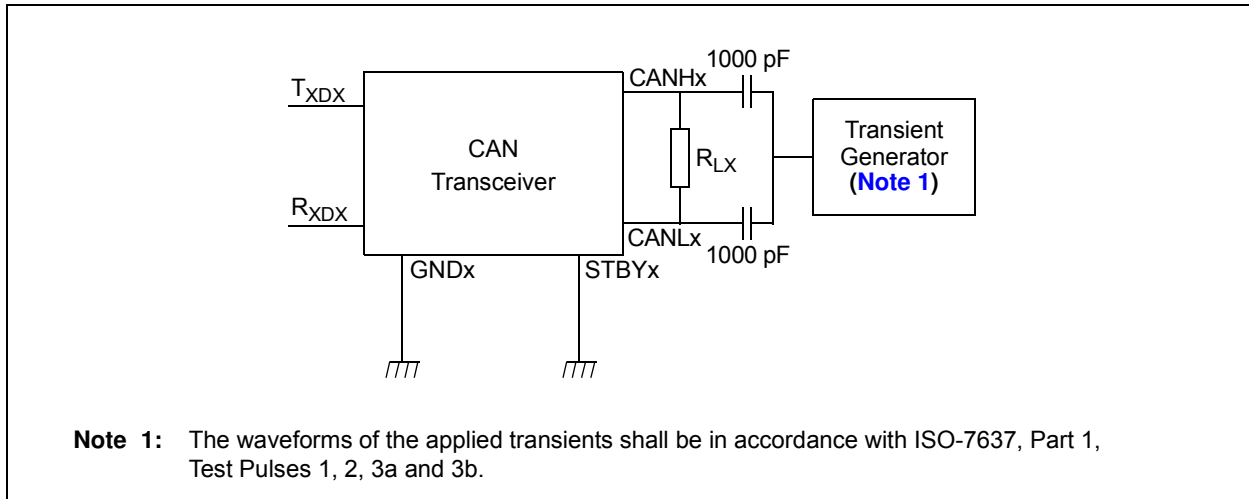 1000 pF
CANHx
TXDX
CAN
Transceiver
RLX
Transient
Generator
(Note 1)
RXDX
CANLx
1000 pF
GNDx
STBYx
Note 1: The waveforms of the applied transients shall be in accordance with ISO-7637, Part 1,
Test Pulses 1, 2, 3a and 3b.